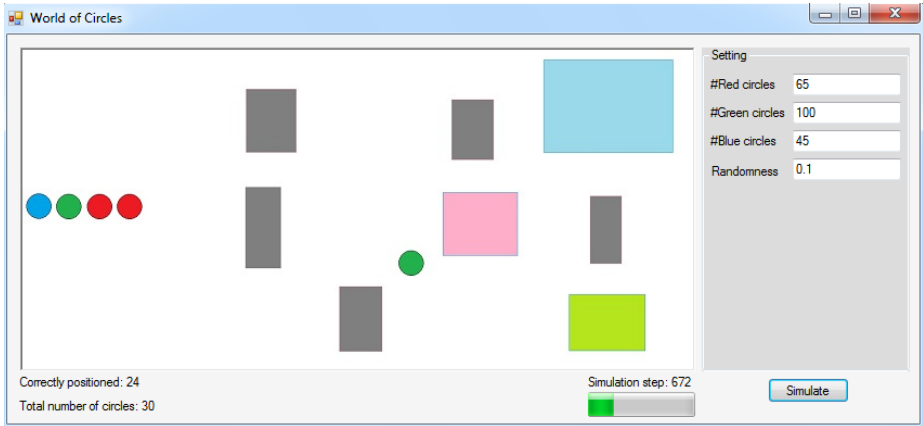 World of Circles
Setting
#Red circles 65
#Green circles 100
#Blue circles 45
Randomness 0.1
Correctly positioned: 24
Simulation step: 672
Total number of circles: 30
Simulate